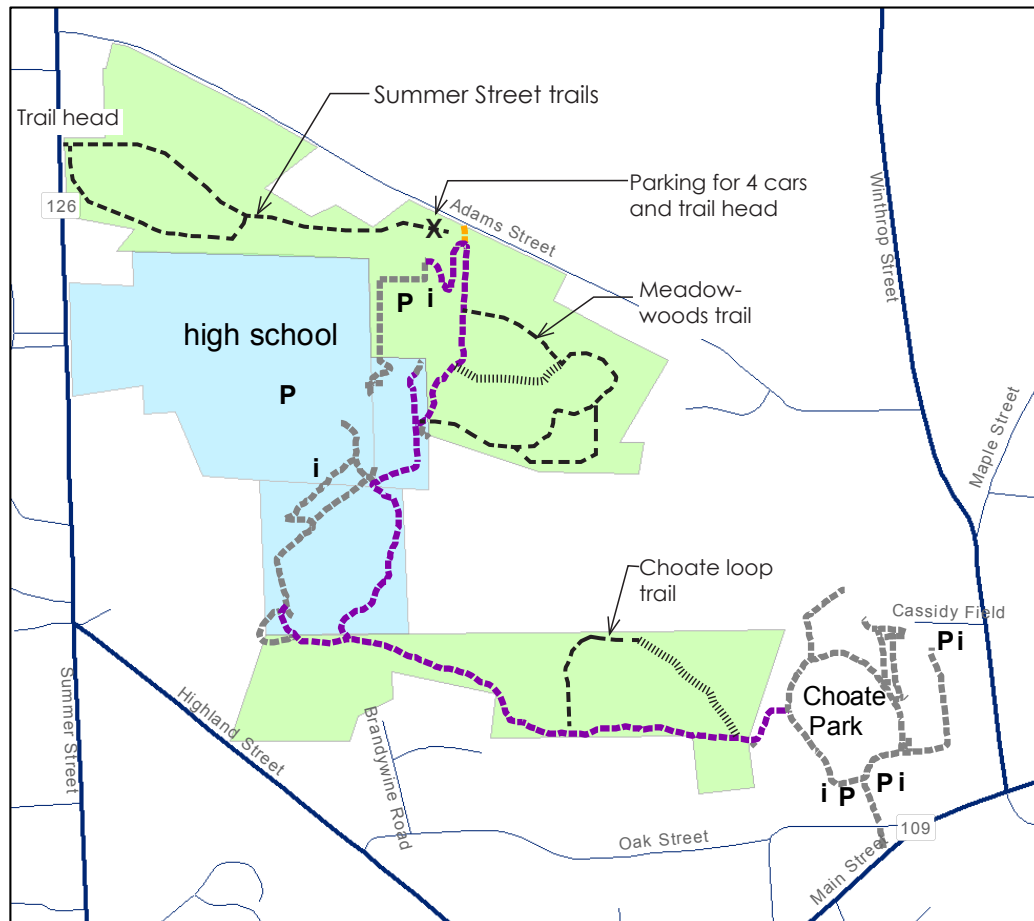 Summer Street trails
Trail head
Parking for 4 cars
and trail head
126
Adams Street
Winthrop Street
X
P i
Meadow-
woods trail
high school
P
Maple Street
i
Choate loop
trail
Cassidy Field
P i
Summer Street
Highland Street
Brandywine
Road
Choate
Park
i P
P i
Oak Street
109
Main Street